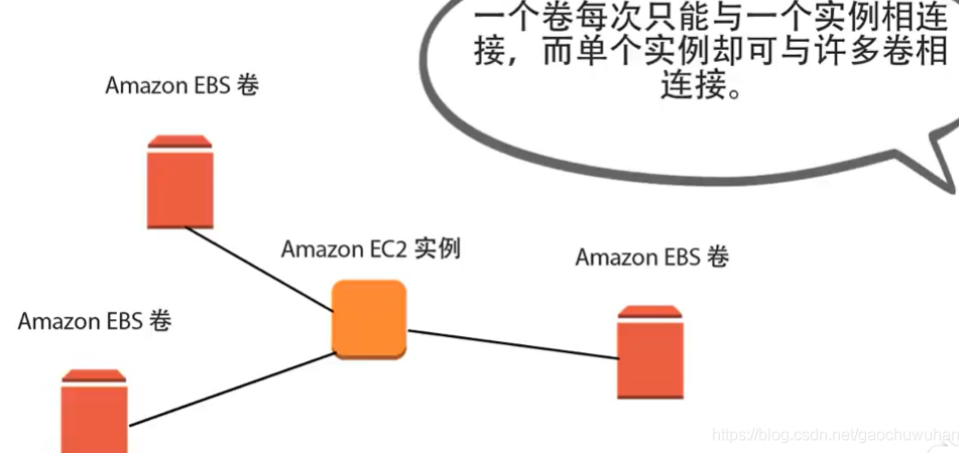 一个卷每次只能与一个实例相连
接，而单个实例却可与许多卷相
连接。
Amazon EBS 卷
Amazon EC2 实例
Amazon EBS 卷
Amazon EBS 卷
https://blog.csdn.net/gaochuwuhan